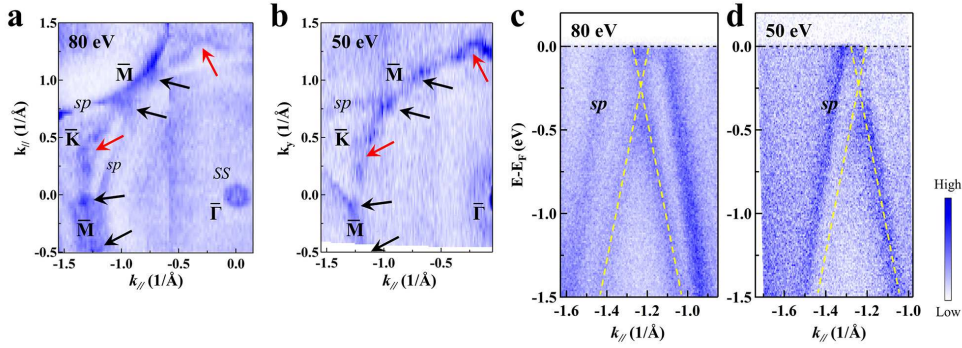 a
80 eV
1.5
1.0
0.5
0.0
-0.5
k∥ (1/Å)
M̄
sp
K̄
sp
SS
Γ̄
M̄
-1.5 -1.0 -0.5 0.0
k∥ (1/Å)
b
50 eV
1.5
1.0
0.5
0.0
-0.5
ky (1/Å)
M̄
sp
K̄
Γ̄
M̄
-1.5 -1.0 -0.5 0.0
k∥ (1/Å)
c
80 eV
0.0
-0.5
-1.0
-1.5
E-EF (eV)
sp
-1.6 -1.4 -1.2 -1.0
k∥ (1/Å)
d
50 eV
0.0
-0.5
-1.0
-1.5
sp
-1.6 -1.4 -1.2 -1.0
k∥ (1/Å)
High
Low